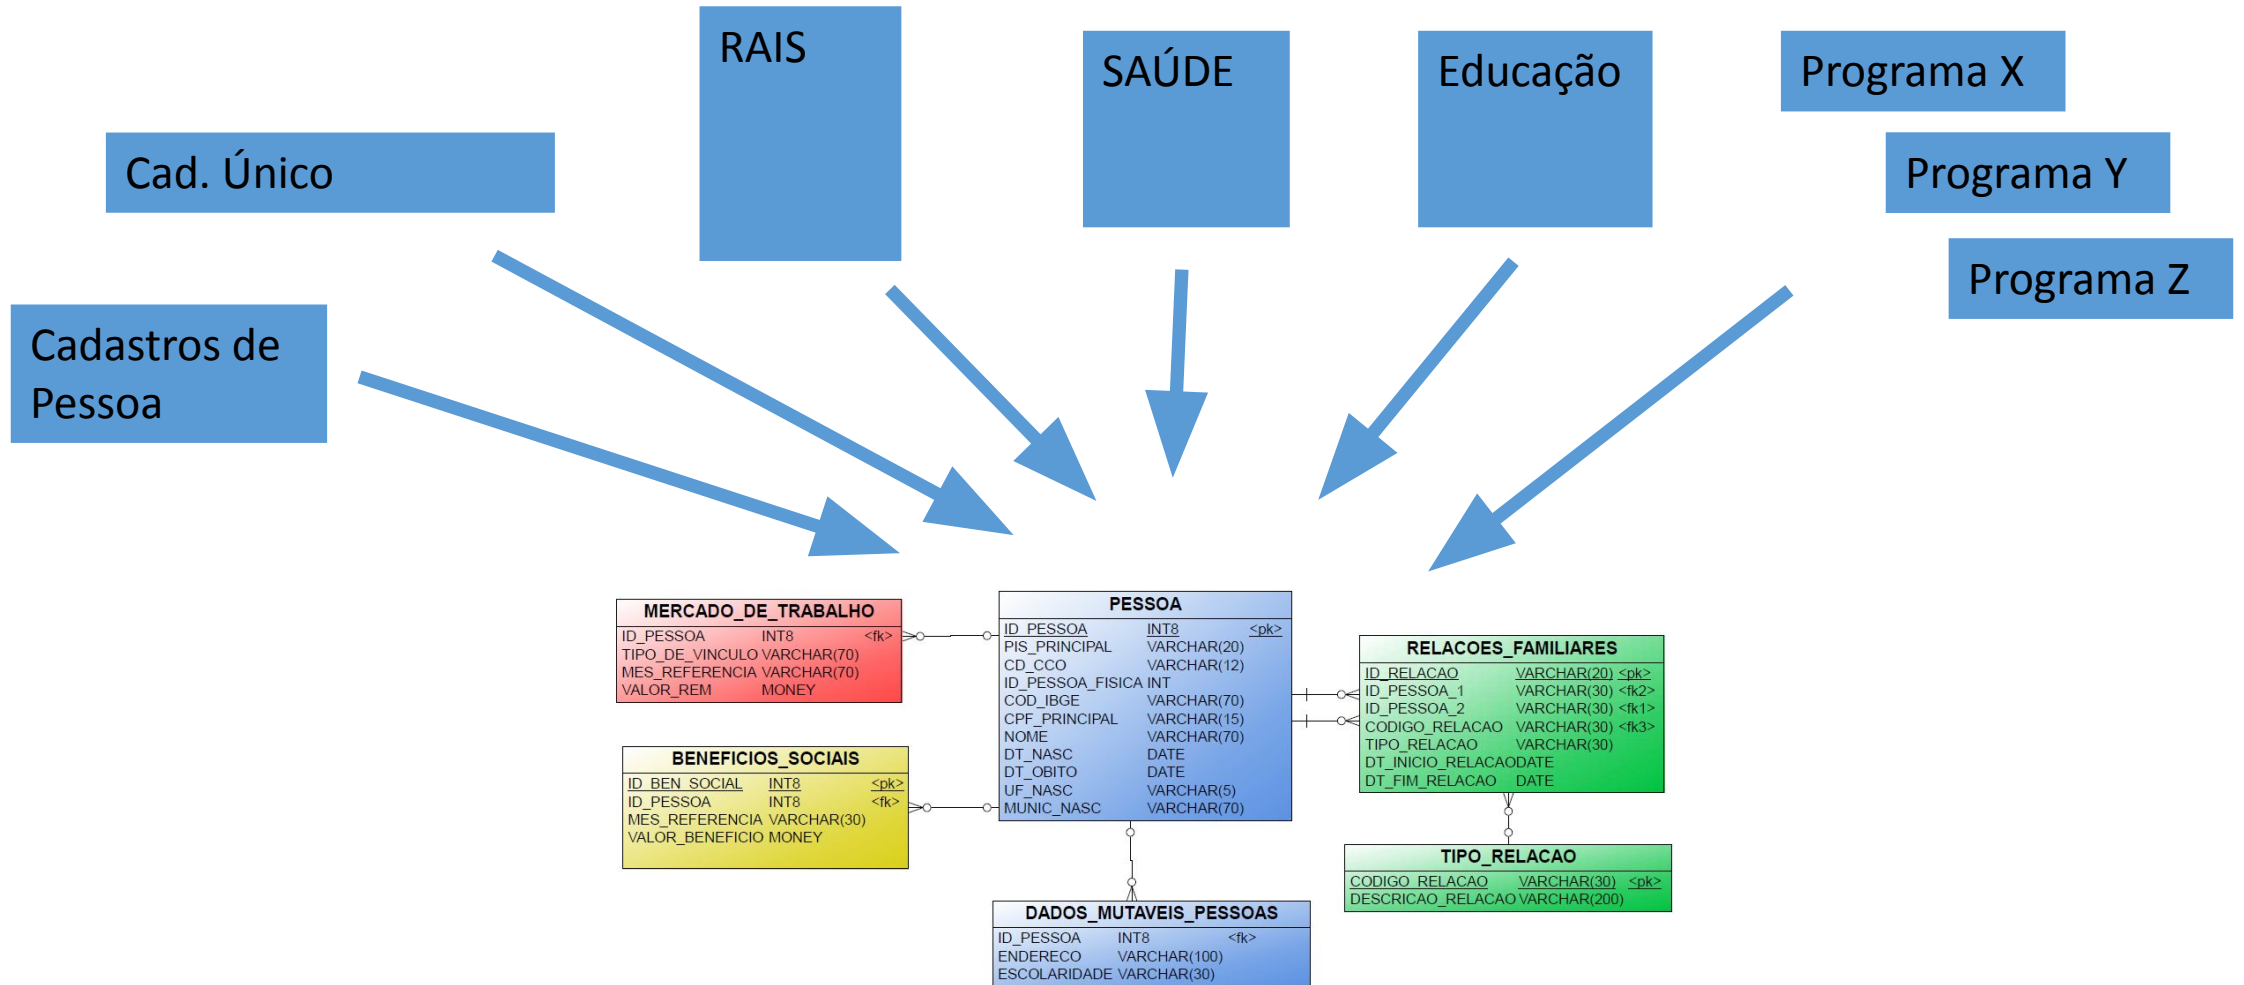 RAIS
SAÚDE
Educação
Programa X
Cad. Único
Programa Y
Programa Z
Cadastros de
Pessoa
MERCADO_DE_TRABALHO
ID_PESSOA INT8 <fk>
TIPO_DE_VINCULO VARCHAR(70)
MES_REFERENCIA VARCHAR(70)
VALOR_REM MONEY
PESSOA
ID_PESSOA INT8 <pk>
PIS_PRINCIPAL VARCHAR(20)
CD_CCO VARCHAR(12)
ID_PESSOA_FISICA INT
COD_IBGE VARCHAR(70)
CPF_PRINCIPAL VARCHAR(15)
NOME VARCHAR(70)
DT_NASC DATE
DT_OBITO DATE
UF_NASC VARCHAR(5)
MUNIC_NASC VARCHAR(70)
RELACOES_FAMILIARES
ID_RELACAO VARCHAR(20) <pk>
ID_PESSOA_1 VARCHAR(30) <fk2>
ID_PESSOA_2 VARCHAR(30) <fk1>
CODIGO_RELACAO VARCHAR(30) <fk3>
TIPO_RELACAO VARCHAR(30)
DT_INICIO_RELACAO DATE
DT_FIM_RELACAO DATE
BENEFICIOS_SOCIAIS
ID_BEN_SOCIAL INT8 <pk>
ID_PESSOA INT8 <fk>
MES_REFERENCIA VARCHAR(30)
VALOR_BENEFICIO MONEY
TIPO_RELACAO
CODIGO_RELACAO VARCHAR(30) <pk>
DESCRICAO_RELACAO VARCHAR(200)
DADOS_MUTAVEIS_PESSOAS
ID_PESSOA INT8 <fk>
ENDERECO VARCHAR(100)
ESCOLARIDADE VARCHAR(30)